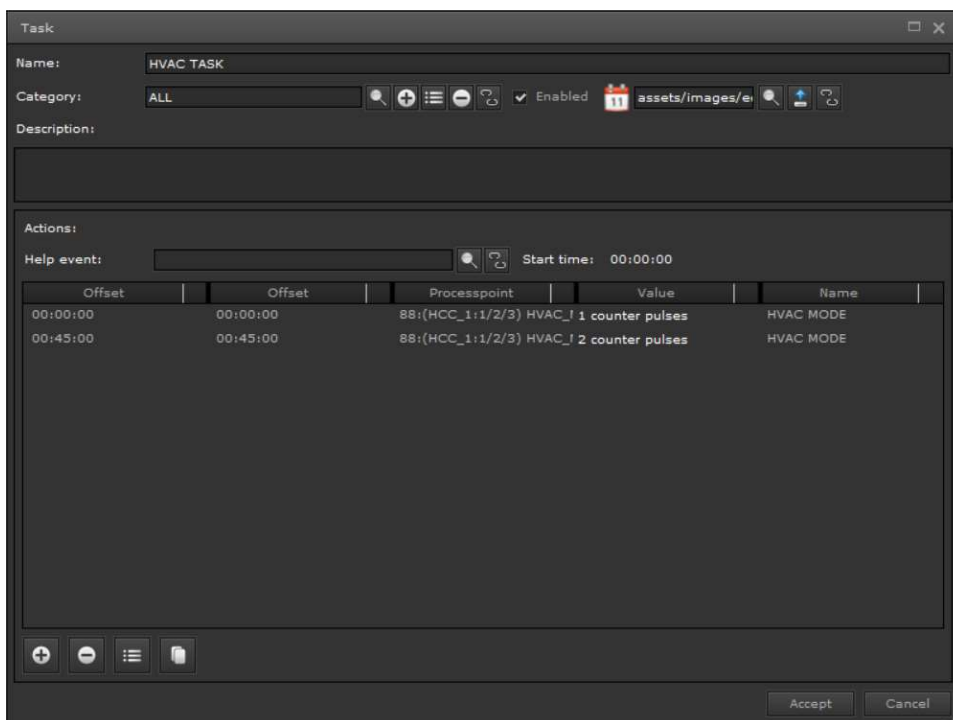 Task
Name: HVAC TASK
Category: ALL Enabled 11 assets/images/e
Description:
Actions:
Help event: Start time: 00:00:00
Offset Offset Processpoint Value Name
00:00:00 00:00:00 88:(HCC_1:1/2/3) HVAC_ 1 counter pulses HVAC MODE
00:45:00 00:45:00 88:(HCC_1:1/2/3) HVAC_ 2 counter pulses HVAC MODE
Accept Cancel